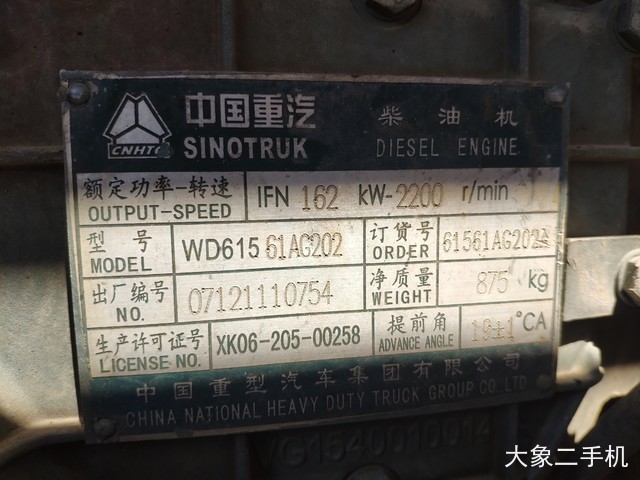 中国重汽 柴油机
CNHTC SINOTRUK DIESEL ENGINE
额定功率-转速 IFN 162 kW-2200 r/min
OUTPUT-SPEED
型号 WD615 61AG202 订货号 61561AG202A
MODEL ORDER
出厂编号 07121110754 净质量 875 kg
NO. WEIGHT
生产许可证号 XK06-205-00258 提前角 19±1°CA
LICENSE NO. ADVANCE ANGLE
中国重型汽车集团有限公司
CHINA NATIONAL HEAVY DUTY TRUCK GROUP CO.LTD
VG1540010014
大象二手机